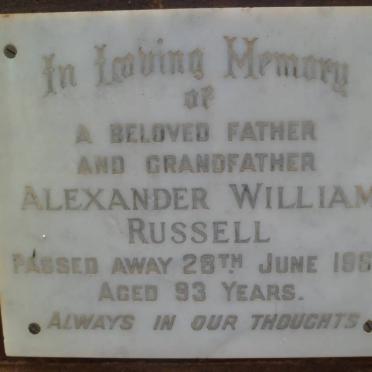 In Loving Memory
of
A BELOVED FATHER
AND GRANDFATHER
ALEXANDER WILLIAM
RUSSELL
PASSED AWAY 28TH. JUNE
AGED 93 YEARS.
ALWAYS IN OUR THOUGHTS